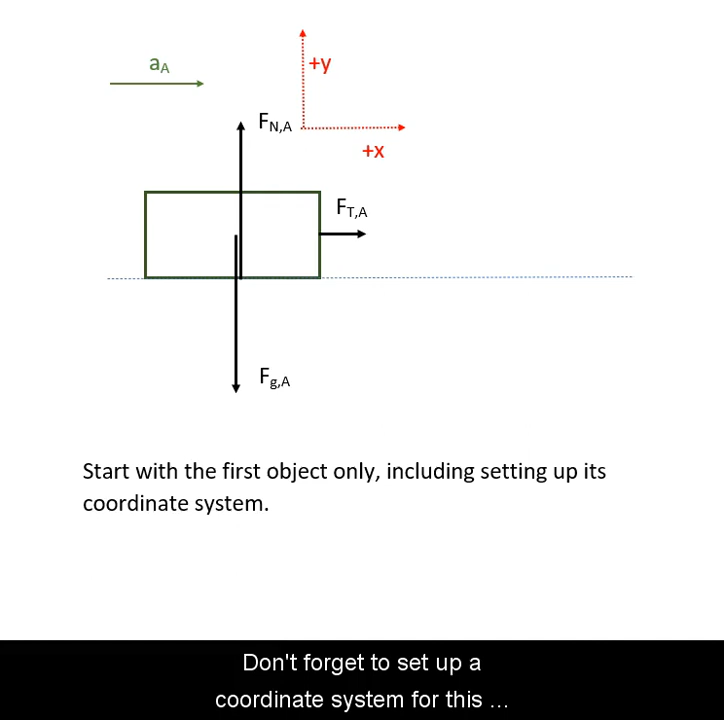 aA
+y
FN,A
+x
FT,A
Fg,A
Start with the first object only, including setting up its
coordinate system.
Don't forget to set up a
coordinate system for this ...